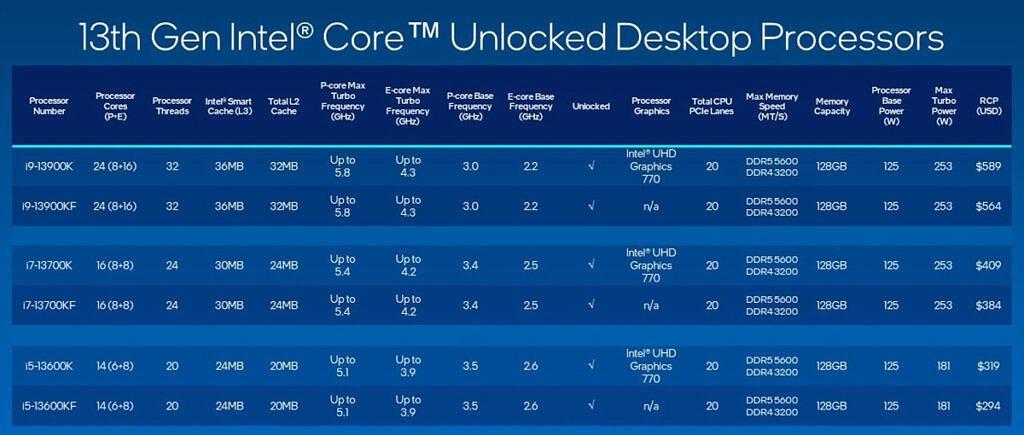 13th Gen Intel® Core™ Unlocked Desktop Processors
Processor Number Processor Cores (P+E) Processor Threads Intel® Smart Cache (L3) Total L2 Cache P-core Max Turbo Frequency (GHz) E-core Max Turbo Frequency (GHz) P-core Base Frequency (GHz) E-core Base Frequency (GHz) Unlocked Processor Graphics Total CPU PCIe Lanes Max Memory Speed (MT/S) Memory Capacity Processor Base Power (W) Max Turbo Power (W) RCP (USD)
i9-13900K 24 (8+16) 32 36MB 32MB Up to 5.8 Up to 4.3 3.0 2.2 √ Intel® UHD Graphics 770 20 DDR5 5600 DDR4 3200 128GB 125 253 $589
i9-13900KF 24 (8+16) 32 36MB 32MB Up to 5.8 Up to 4.3 3.0 2.2 √ n/a 20 DDR5 5600 DDR4 3200 128GB 125 253 $564
i7-13700K 16 (8+8) 24 30MB 24MB Up to 5.4 Up to 4.2 3.4 2.5 √ Intel® UHD Graphics 770 20 DDR5 5600 DDR4 3200 128GB 125 253 $409
i7-13700KF 16 (8+8) 24 30MB 24MB Up to 5.4 Up to 4.2 3.4 2.5 √ n/a 20 DDR5 5600 DDR4 3200 128GB 125 253 $384
i5-13600K 14 (6+8) 20 24MB 20MB Up to 5.1 Up to 3.9 3.5 2.6 √ Intel® UHD Graphics 770 20 DDR5 5600 DDR4 3200 128GB 125 181 $319
i5-13600KF 14 (6+8) 20 24MB 20MB Up to 5.1 Up to 3.9 3.5 2.6 √ n/a 20 DDR5 5600 DDR4 3200 128GB 125 181 $294